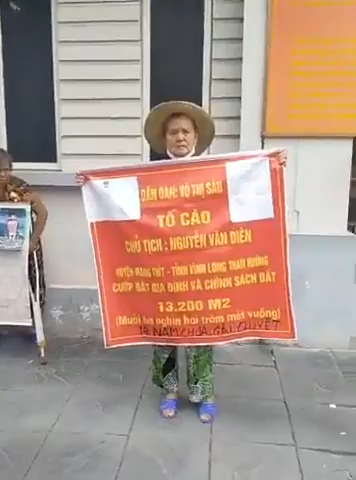 DÂN OAN: VÕ THỊ SÁU
TỐ CÁO
CHỦ TỊCH : NGUYỄN VĂN DIỄN
HUYỆN MANG THÍT - TỈNH VĨNH LONG THAM NHŨNG
CƯỚP ĐẤT GIA ĐÌNH VÀ CHÍNH SÁCH ĐẤT
13.200 M2
(Mười ba nghìn hai trăm mét vuông)
18 NĂM CHƯA GIẢI QUYẾT